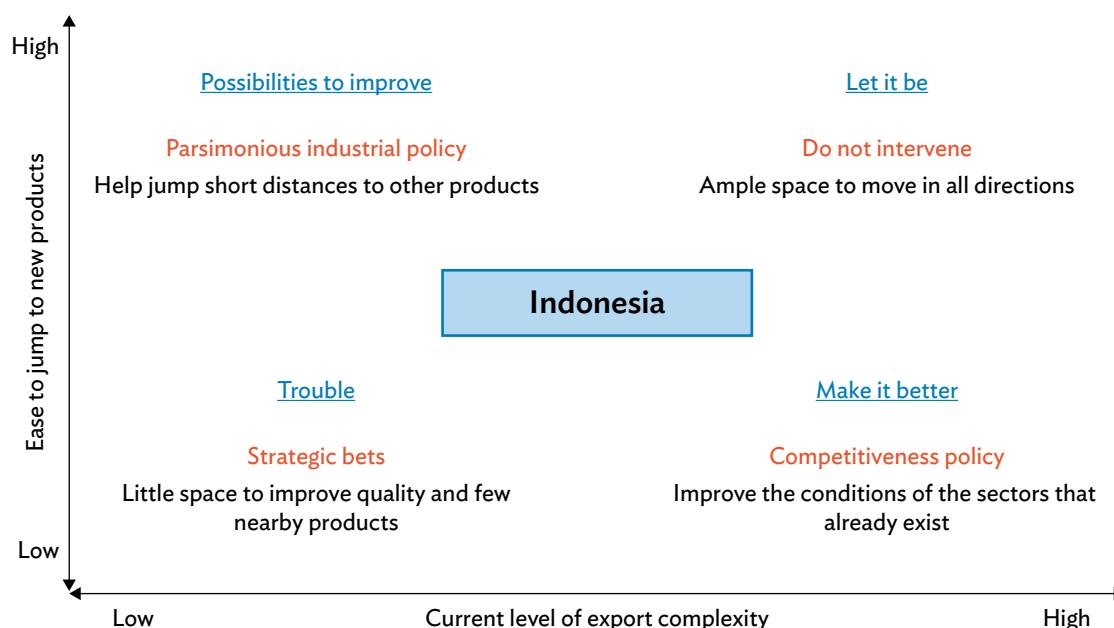 High
Possibilities to improve
Let it be
Parsimonious industrial policy
Do not intervene
Help jump short distances to other products
Ample space to move in all directions
Ease to jump to new products
Indonesia
Trouble
Make it better
Strategic bets
Competitiveness policy
Little space to improve quality and few
nearby products
Improve the conditions of the sectors that
already exist
Low
Low
Current level of export complexity
High